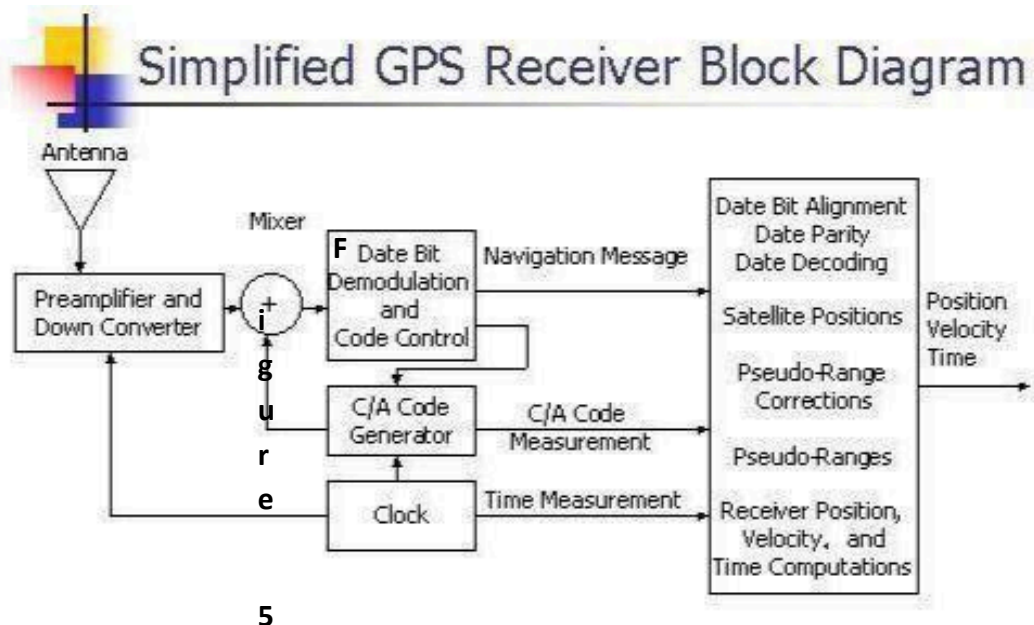 Simplified GPS Receiver Block Diagram
Antenna
Mixer
Preamplifier and
Down Converter
+
F
Date Bit
Demodulation
and
Code Control
Navigation Message
C/A Code
Generator
C/A Code
Measurement
Clock
Time Measurement
Date Bit Alignment
Date Parity
Date Decoding
Satellite Positions
Pseudo-Range
Corrections
Pseudo-Ranges
Receiver Position,
Velocity, and
Time Computations
Position
Velocity
Time
i
g
u
r
e
5